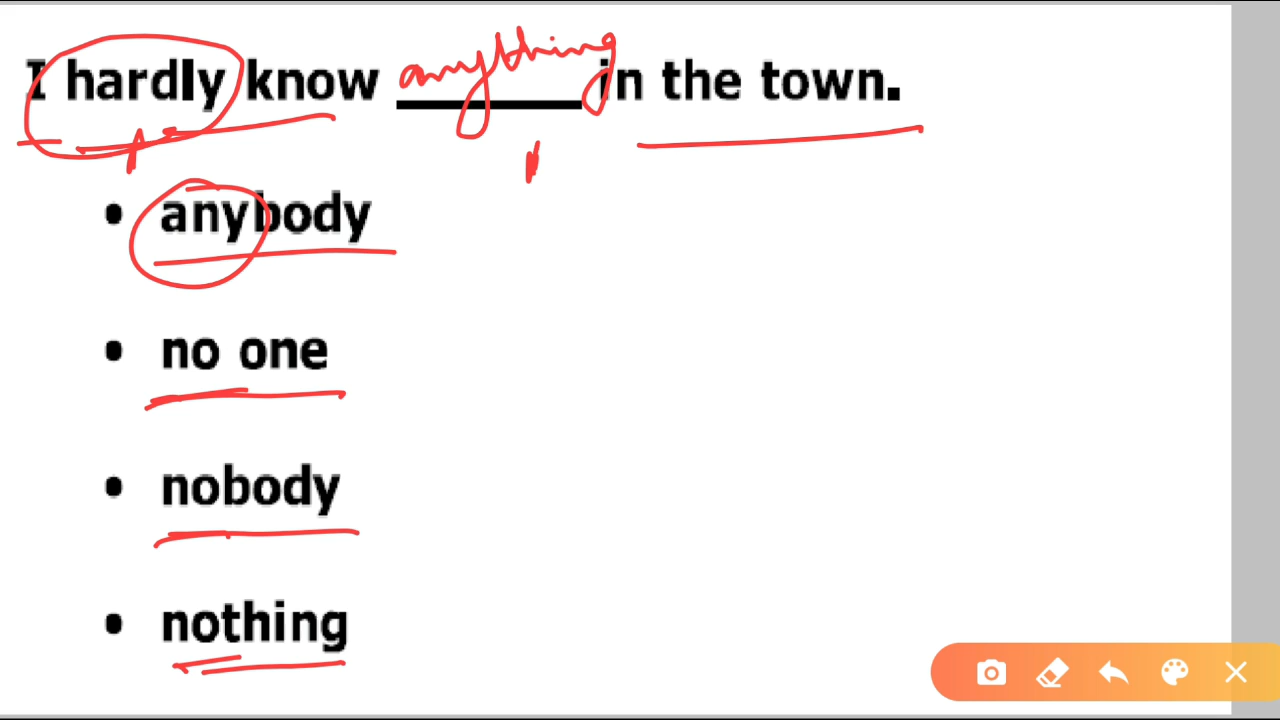 I hardly know anything in the town.
• anybody
• no one
• nobody
• nothing